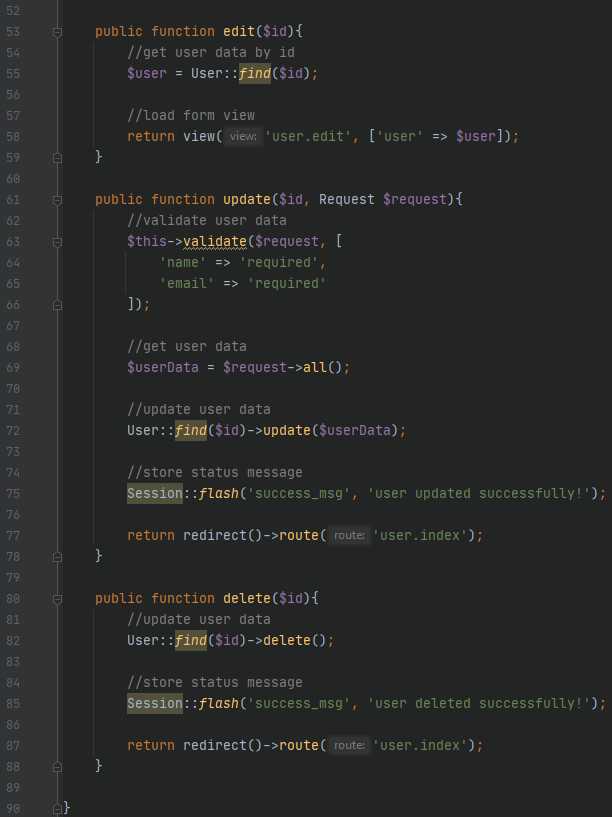 52
53 public function edit($id){
54 //get user data by id
55 $user = User::find($id);
56
57 //load form view
58 return view( view: 'user.edit', ['user' => $user]);
59 }
60
61 public function update($id, Request $request){
62 //validate user data
63 $this->validate($request, [
64 'name' => 'required',
65 'email' => 'required'
66 ]);
67
68 //get user data
69 $userData = $request->all();
70
71 //update user data
72 User::find($id)->update($userData);
73
74 //store status message
75 Session::flash('success_msg', 'user updated successfully!');
76
77 return redirect()->route( route: 'user.index');
78 }
79
80 public function delete($id){
81 //update user data
82 User::find($id)->delete();
83
84 //store status message
85 Session::flash('success_msg', 'user deleted successfully!');
86
87 return redirect()->route( route: 'user.index');
88 }
89
90 }